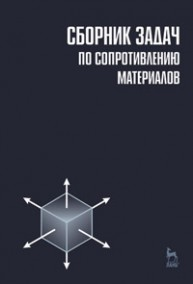 СБОРНИК ЗАДАЧ
ПО СОПРОТИВЛЕНИЮ
МАТЕРИАЛОВ